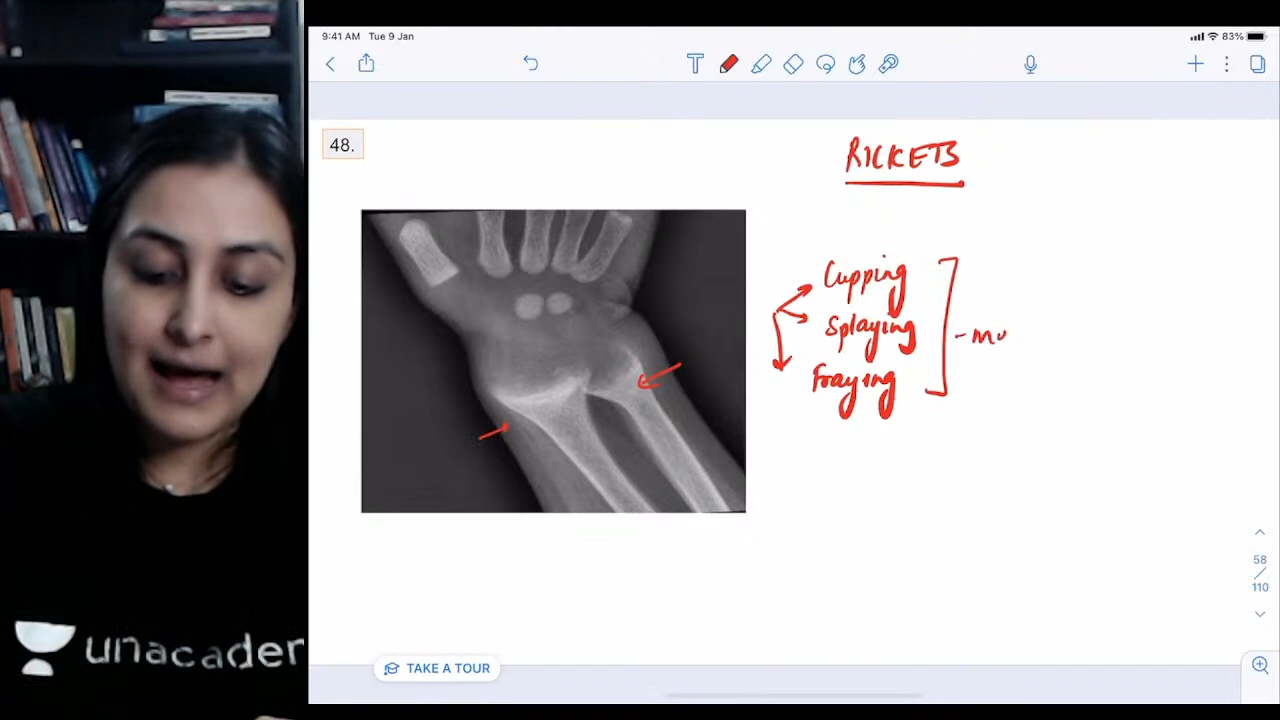 9:41 AM Tue 9 Jan
83%
48.
RICKETS
Cupping
Splaying
Fraying
- mu
58
110
unacader
TAKE A TOUR